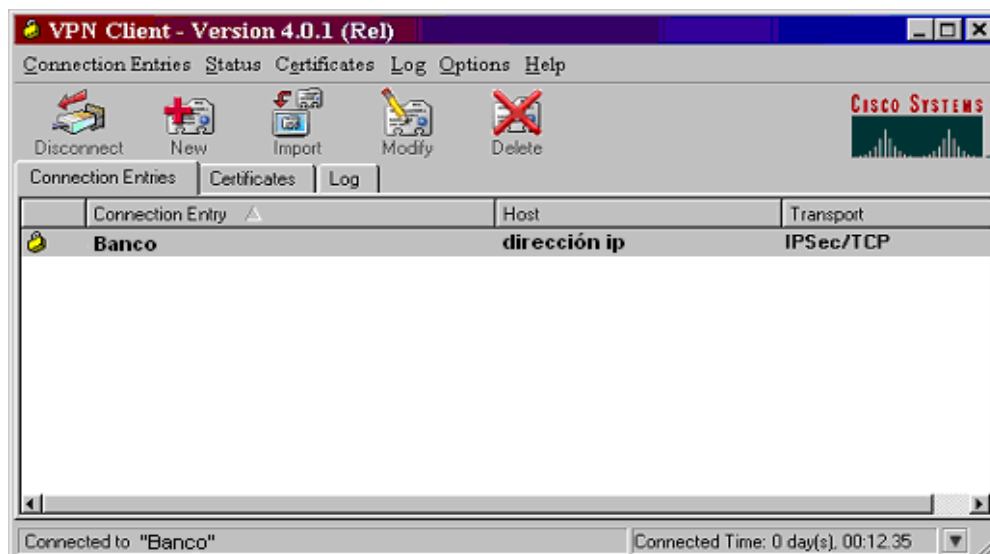 VPN Client - Version 4.0.1 (Rel)
Connection Entries Status Certificates Log Options Help
CISCO SYSTEMS
Disconnect New Import Modify Delete
Connection Entries Certificates Log
Connection Entry Host Transport
Banco dirección ip IPSec/TCP
Connected to "Banco" Connected Time: 0 day(s), 00:12.35